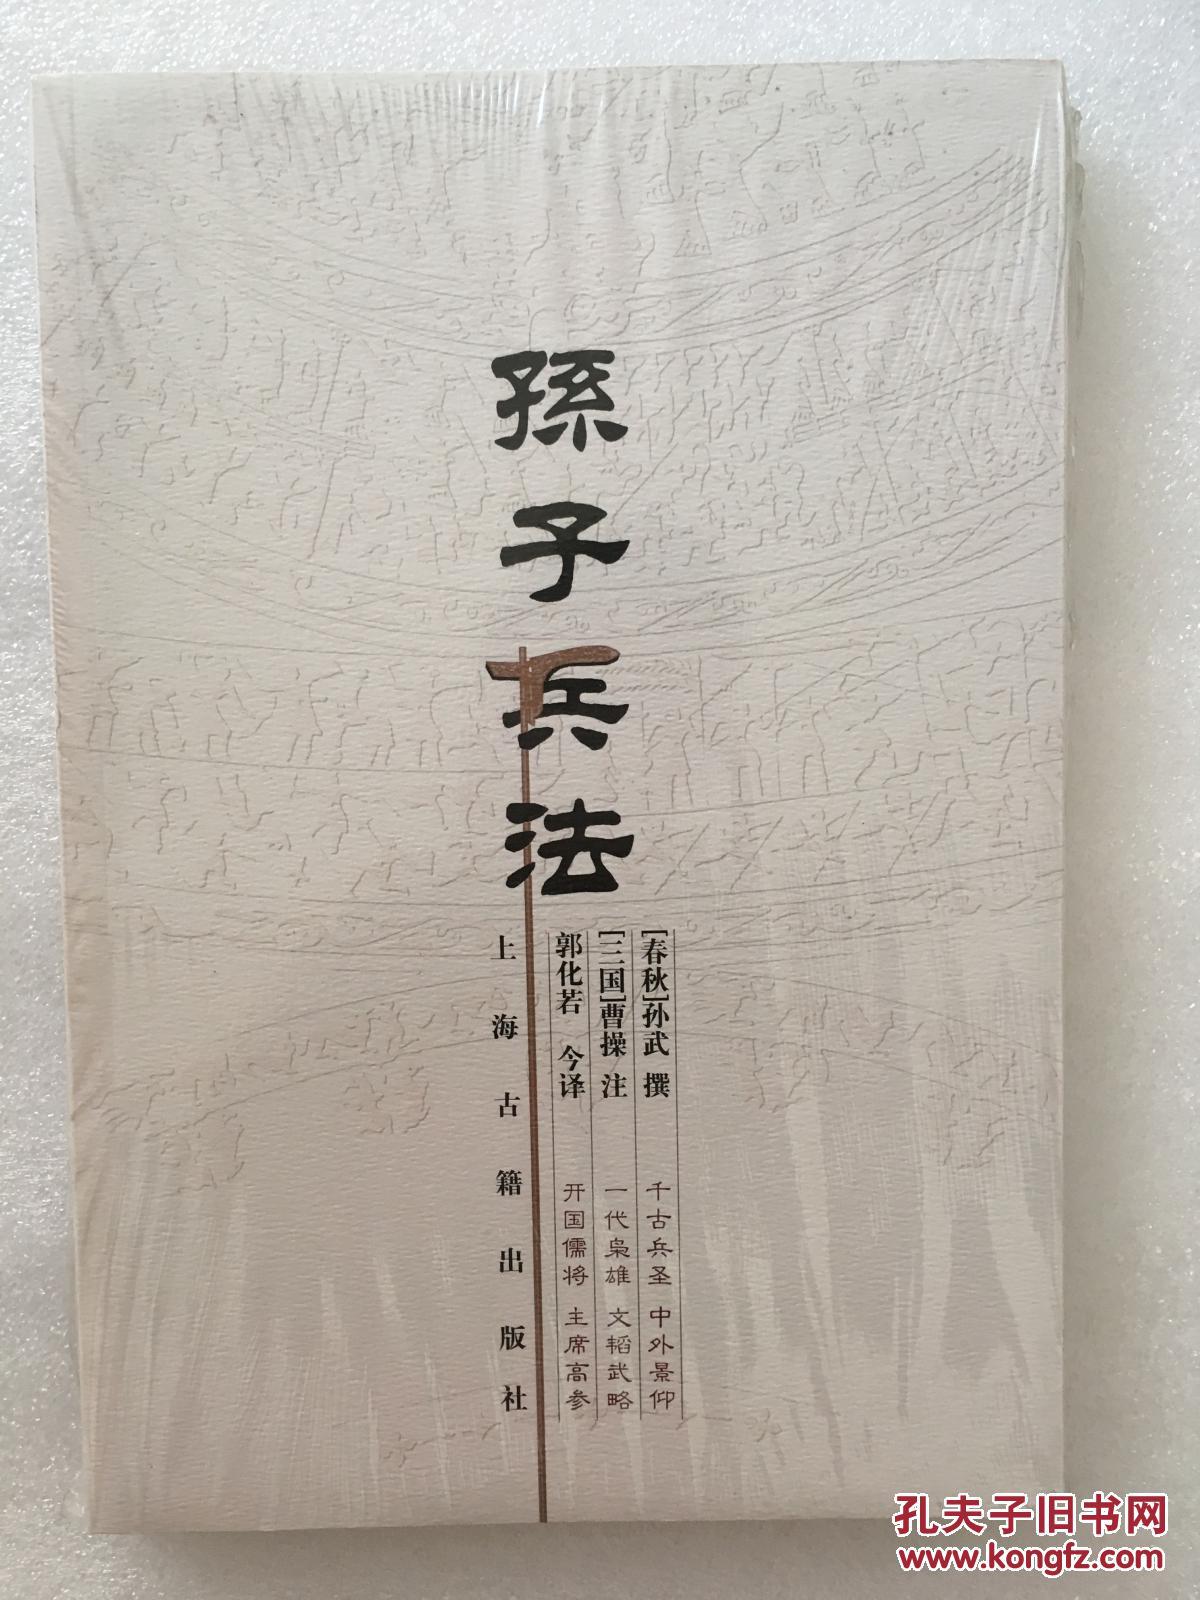 孫子兵法
[春秋]孙武 撰 千古兵圣 中外景仰
[三国]曹操 注 一代枭雄 文韬武略
郭化若 今译 开国儒将 主席高参
上海古籍出版社
孔夫子旧书网
www.kongfz.com